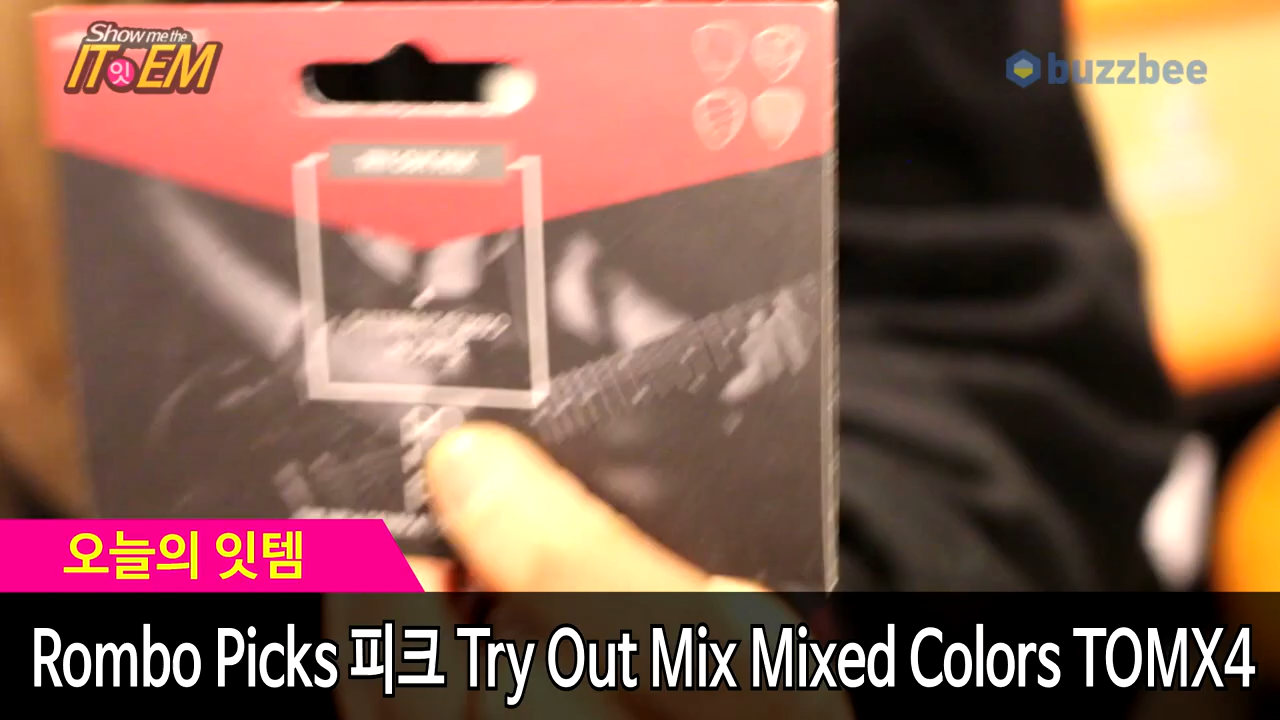 Show me the
IT잇EM
buzzbee
오늘의 잇템
Rombo Picks 피크 Try Out Mix Mixed Colors TOMX4